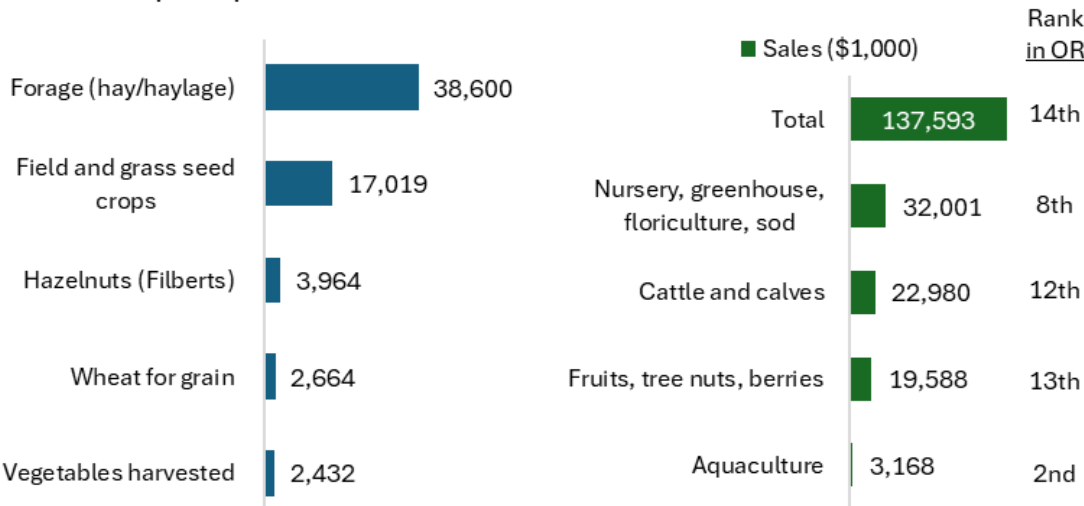 Forage (hay/haylage)
38,600
Field and grass seed
crops
17,019
Hazelnuts (Filberts)
3,964
Wheat for grain
2,664
Vegetables harvested
2,432
Sales ($1,000)
Rank
in OR
Total
137,593
14th
Nursery, greenhouse,
floriculture, sod
32,001
8th
Cattle and calves
22,980
12th
Fruits, tree nuts, berries
19,588
13th
Aquaculture
3,168
2nd